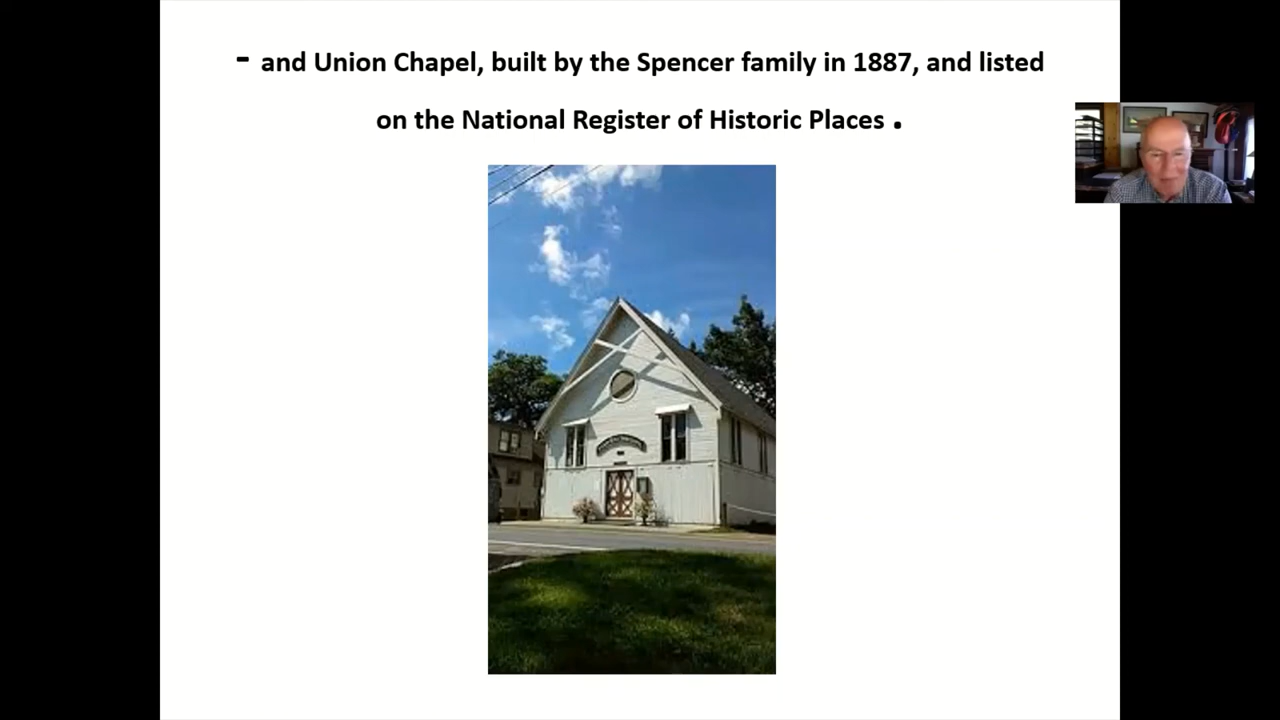 - and Union Chapel, built by the Spencer family in 1887, and listed
on the National Register of Historic Places .